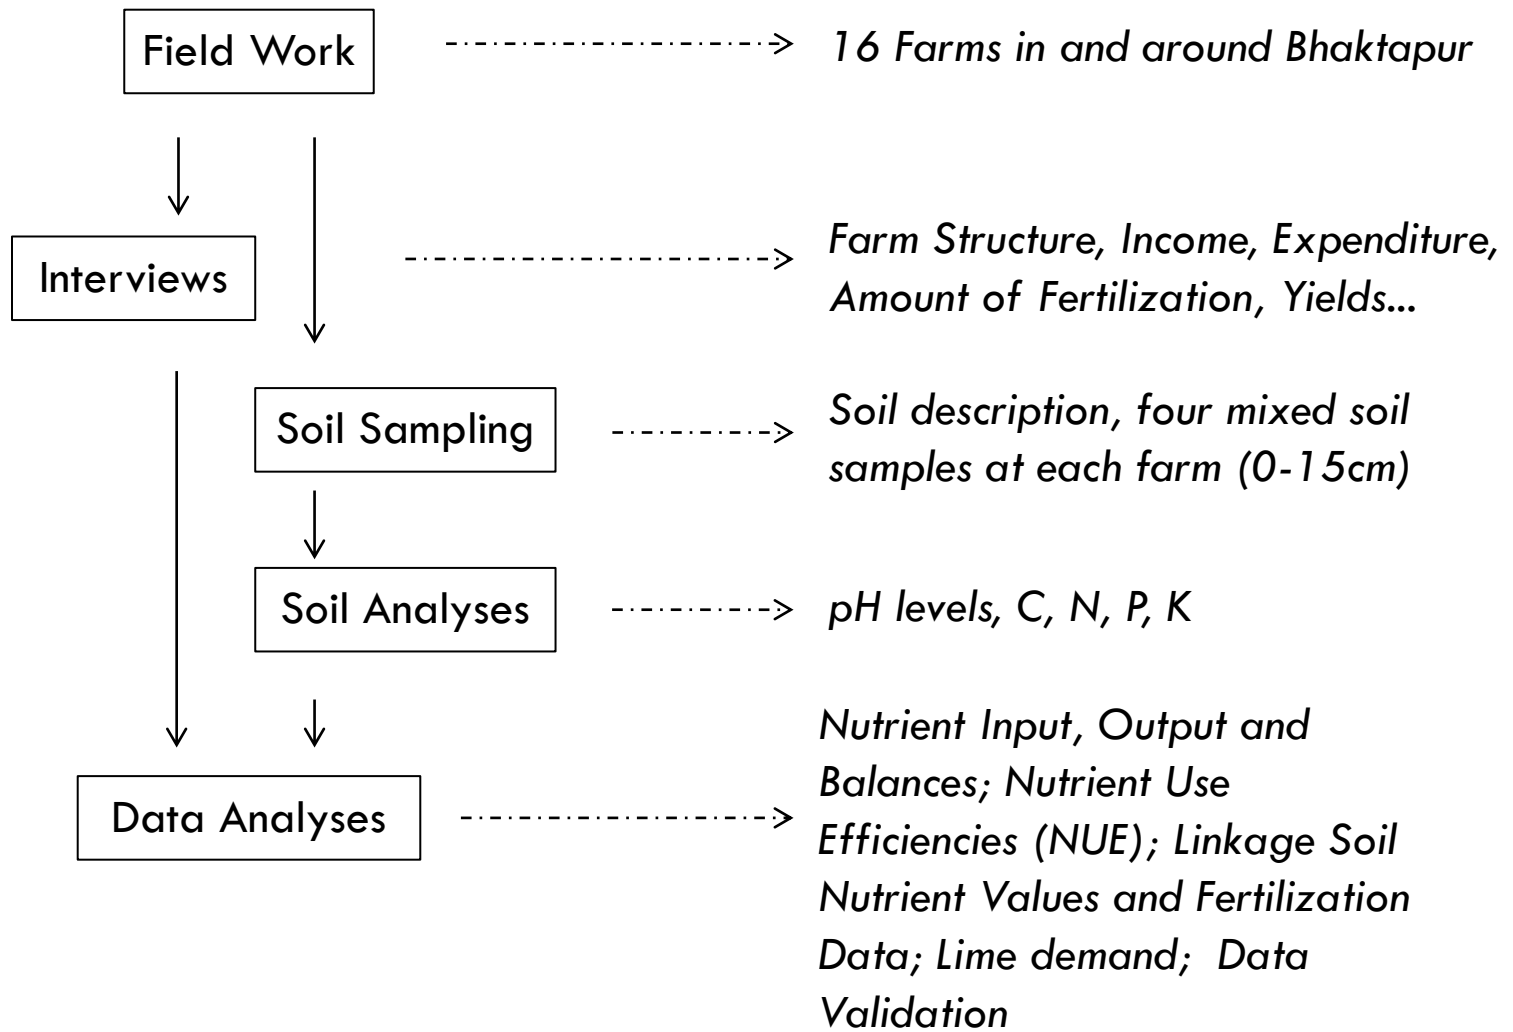 Field Work
16 Farms in and around Bhaktapur
Interviews
Farm Structure, Income, Expenditure,
Amount of Fertilization, Yields...
Soil Sampling
Soil description, four mixed soil
samples at each farm (0-15cm)
Soil Analyses
pH levels, C, N, P, K
Data Analyses
Nutrient Input, Output and
Balances; Nutrient Use
Efficiencies (NUE); Linkage Soil
Nutrient Values and Fertilization
Data; Lime demand; Data
Validation